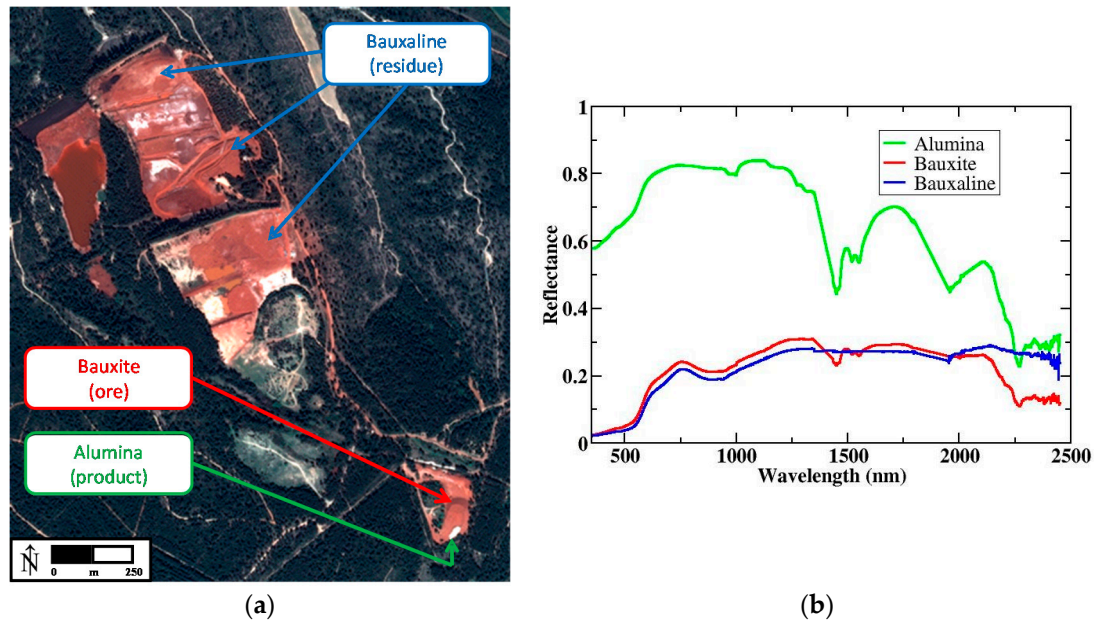 Bauxaline
(residue)
Bauxite
(ore)
Alumina
(product)
N
0 m 250
(a)
1
0.8
0.6
0.4
0.2
0
Reflectance
Alumina
Bauxite
Bauxaline
500 1000 1500 2000 2500
Wavelength (nm)
(b)